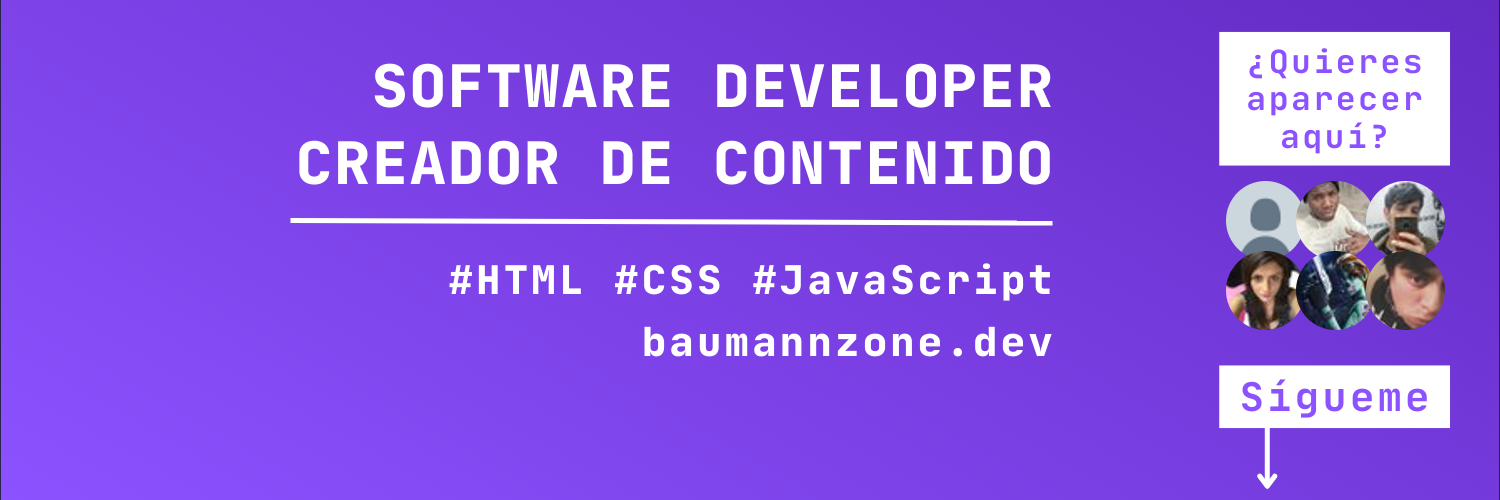 SOFTWARE DEVELOPER
CREADOR DE CONTENIDO
#HTML #CSS #JavaScript
baumannzone.dev
¿Quieres
aparecer
aquí?
Sígueme